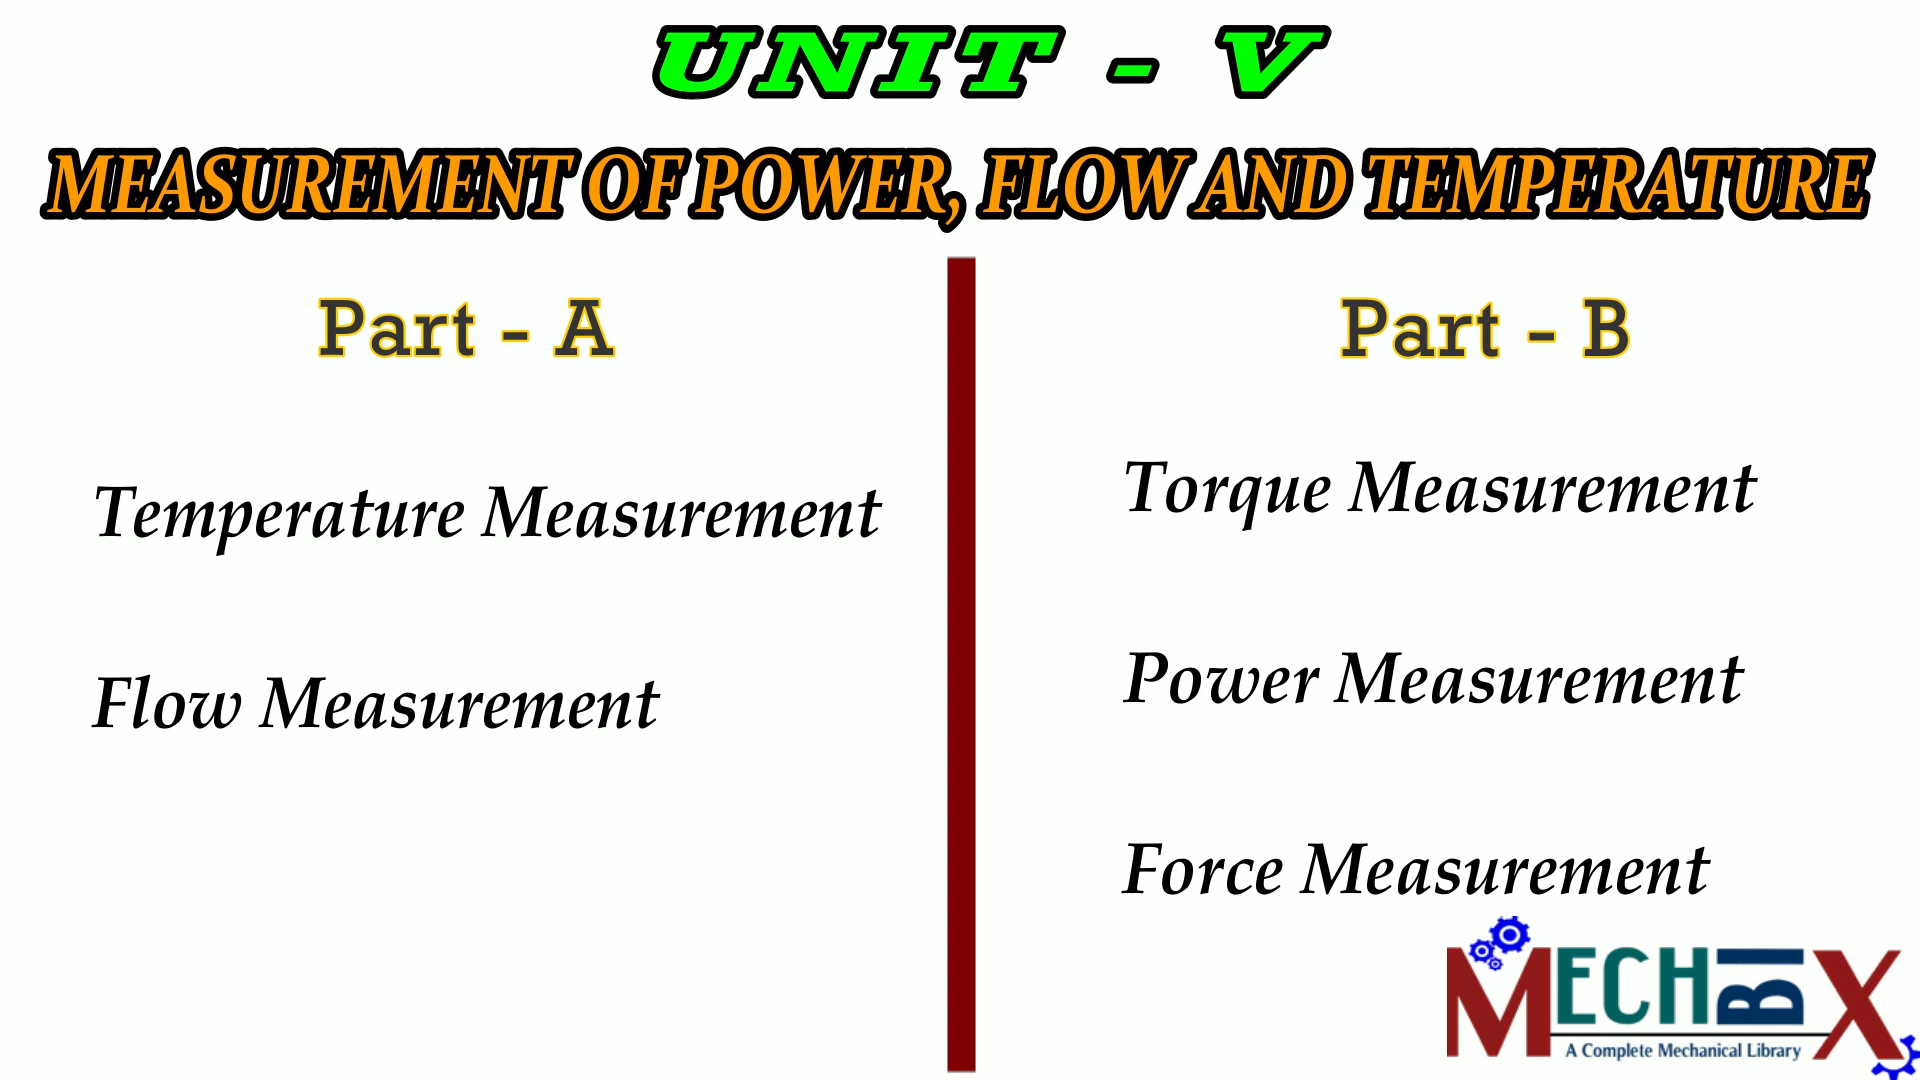 UNIT - V
MEASUREMENT OF POWER, FLOW AND TEMPERATURE
Part - A
Temperature Measurement
Flow Measurement
Part - B
Torque Measurement
Power Measurement
Force Measurement
MECHBIX
A Complete Mechanical Library